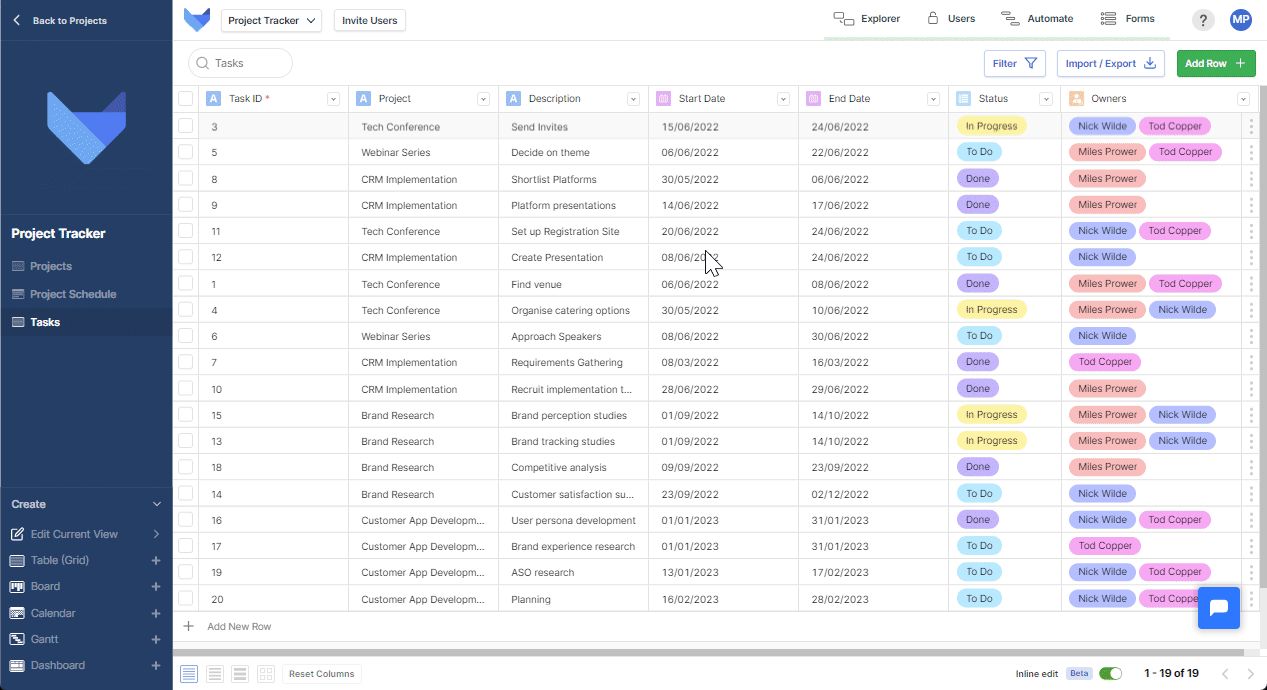 Back to Projects
Project Tracker
Invite Users
Explorer
Users
Automate
Forms
?
MP
Tasks
Filter
Import / Export
Add Row
Project Tracker
Projects
Project Schedule
Tasks
Create
Edit Current View
Table (Grid)
Board
Calendar
Gantt
Dashboard
A Task ID * A Project A Description Start Date End Date Status Owners
3 Tech Conference Send Invites 15/06/2022 24/06/2022 In Progress Nick Wilde Tod Copper
5 Webinar Series Decide on theme 06/06/2022 22/06/2022 To Do Miles Prower Tod Copper
8 CRM Implementation Shortlist Platforms 30/05/2022 06/06/2022 Done Miles Prower
9 CRM Implementation Platform presentations 14/06/2022 17/06/2022 Done Miles Prower
11 Tech Conference Set up Registration Site 20/06/2022 24/06/2022 To Do Nick Wilde Tod Copper
12 CRM Implementation Create Presentation 08/06/2022 24/06/2022 To Do Nick Wilde
1 Tech Conference Find venue 06/06/2022 08/06/2022 Done Miles Prower Tod Copper
4 Tech Conference Organise catering options 30/05/2022 10/06/2022 In Progress Miles Prower Nick Wilde
6 Webinar Series Approach Speakers 08/06/2022 30/06/2022 To Do Nick Wilde
7 CRM Implementation Requirements Gathering 08/03/2022 16/03/2022 Done Tod Copper
10 CRM Implementation Recruit implementation t... 28/06/2022 29/06/2022 Done Miles Prower
15 Brand Research Brand perception studies 01/09/2022 14/10/2022 In Progress Miles Prower Nick Wilde
13 Brand Research Brand tracking studies 01/09/2022 14/10/2022 In Progress Miles Prower Nick Wilde
18 Brand Research Competitive analysis 09/09/2022 23/09/2022 Done Miles Prower
14 Brand Research Customer satisfaction su... 23/09/2022 02/12/2022 To Do Nick Wilde
16 Customer App Developm... User persona development 01/01/2023 31/01/2023 Done Nick Wilde Tod Copper
17 Customer App Developm... Brand experience research 01/01/2023 31/01/2023 To Do Tod Copper
19 Customer App Developm... ASO research 13/01/2023 17/02/2023 To Do Nick Wilde Tod Copper
20 Customer App Developm... Planning 16/02/2023 28/02/2023 To Do Nick Wilde Tod Coppe
Add New Row
Reset Columns
Inline edit Beta
1 - 19 of 19